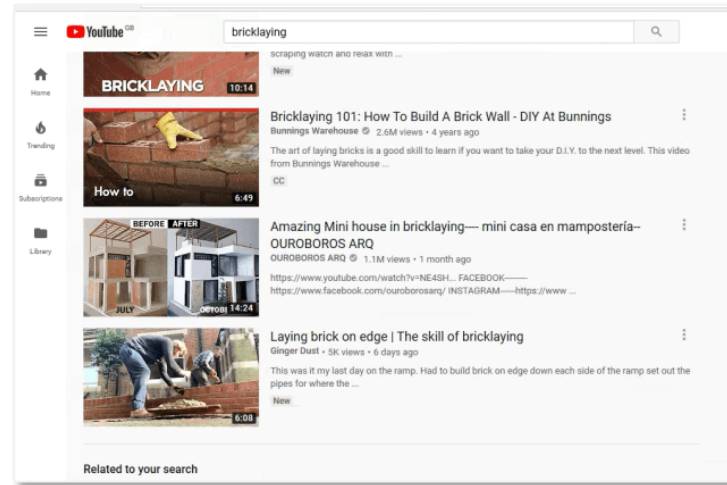 YouTube GB
bricklaying
scraping watch and relax with ...
New
BRICKLAYING
10:14
Home
Trending
Subscriptions
Library
Bricklaying 101: How To Build A Brick Wall - DIY At Bunnings
Bunnings Warehouse 2.6M views • 4 years ago
The art of laying bricks is a good skill to learn if you want to take your D.I.Y. to the next level. This video
from Bunnings Warehouse ...
CC
How to
6:49
BEFORE AFTER
JULY
14:24
Amazing Mini house in bricklaying---- mini casa en mampostería--
OUROBOROS ARQ
OUROBOROS ARQ 1.1M views • 1 month ago
https://www.youtube.com/watch?v=NE4SH... FACEBOOK--------
https://www.facebook.com/ouroborosarq/ INSTAGRAM-----https://www ...
Laying brick on edge | The skill of bricklaying
Ginger Dust • 5K views • 6 days ago
This was it my last day on the ramp. Had to build brick on edge down each side of the ramp set out the
pipes for where the ...
New
6:08
Related to your search